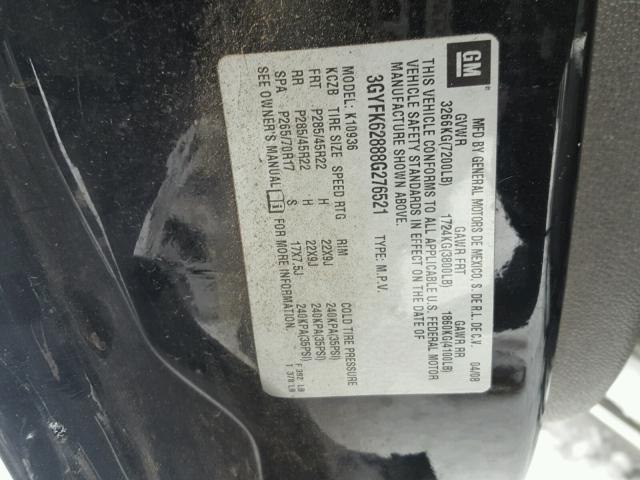 GM
MFD BY GENERAL MOTORS DE MEXICO S. DE R.L. DE C.V. 04/08
GVWR GAWR FRT GAWR RR
3266KG(7200LB) 1724KG(3800LB) 1860KG(4100LB)
THIS VEHICLE CONFORMS TO ALL APPLICABLE U.S. FEDERAL MOTOR
VEHICLE SAFETY STANDARDS IN EFFECT ON THE DATE OF
MANUFACTURE SHOWN ABOVE.
3GYFK62888G276521 TYPE: M.P.V.
MODEL: K10936
KCZB TIRE SIZE SPEED RTG RIM COLD TIRE PRESSURE
FRT P285/45R22 H 22X9J 240KPA(35PSI)
RR P285/45R22 H 22X9J 240KPA(35PSI)
SPA P265/70R17 S 17X7.5J 240KPA(35PSI)
SEE OWNER'S MANUAL FOR MORE INFORMATION.
F 392 LB
T 378 LB